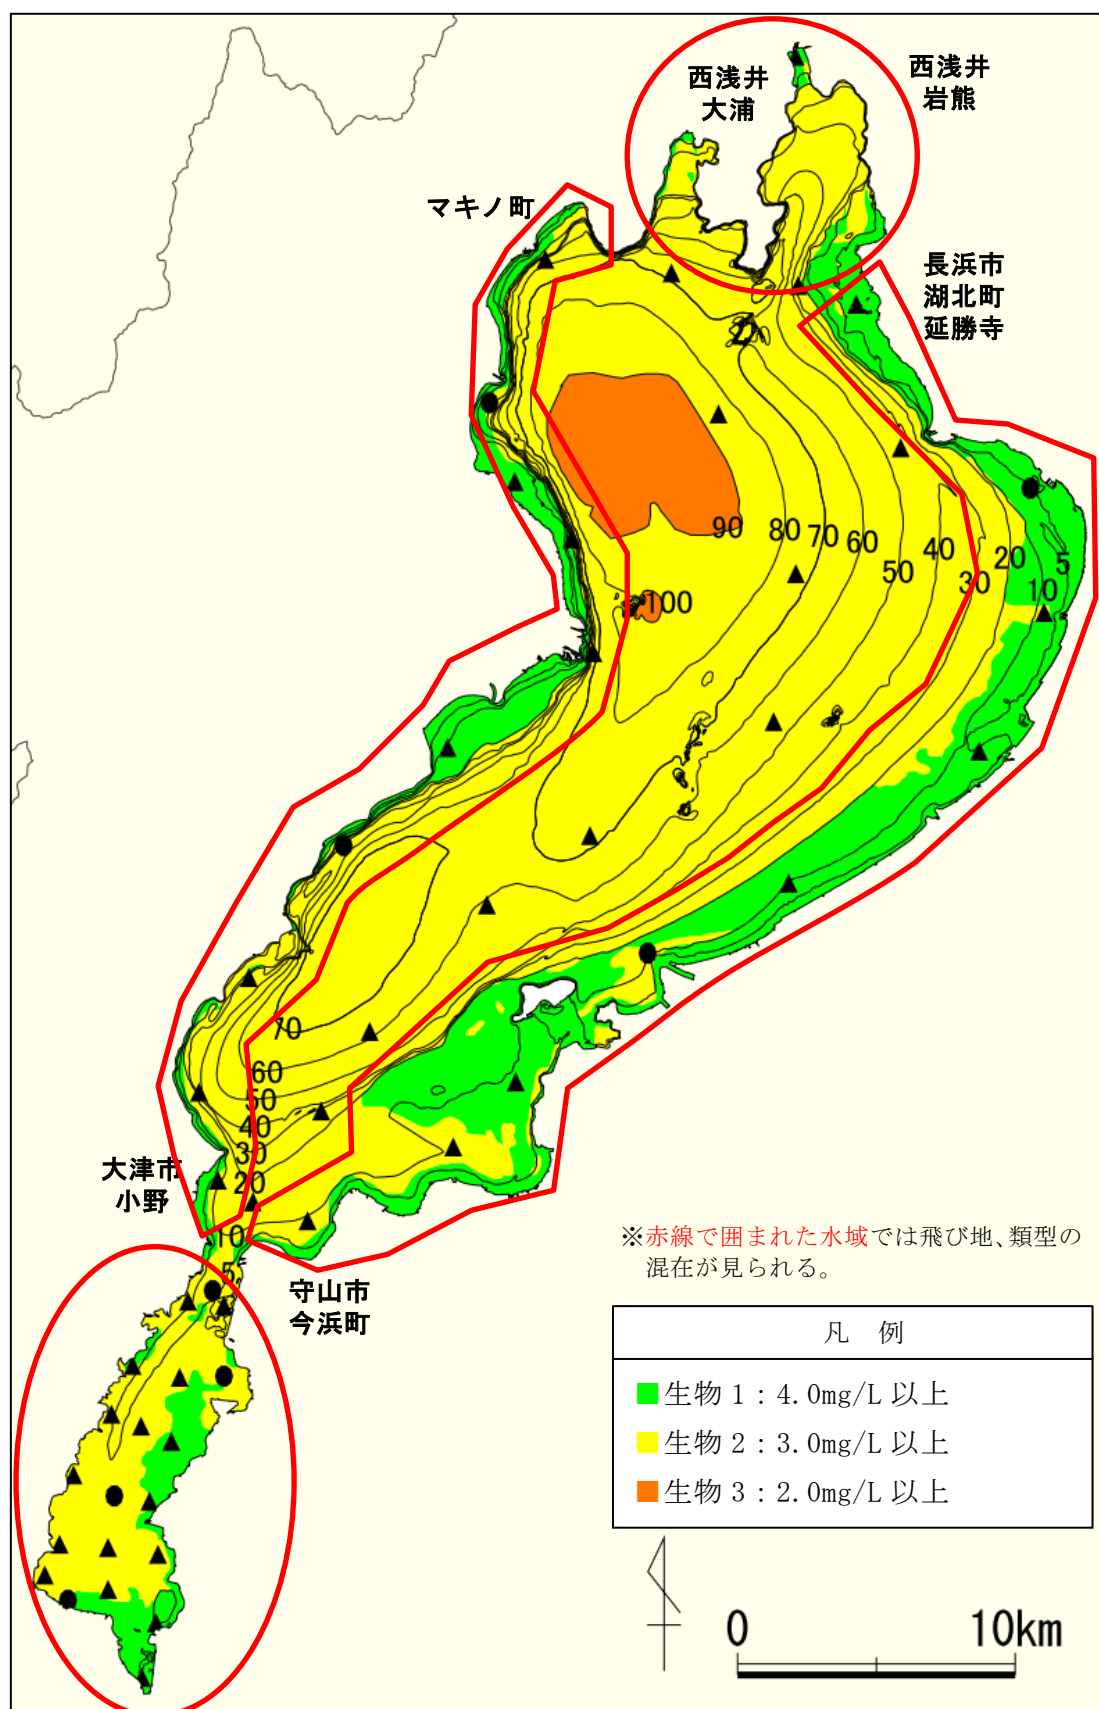 西浅井
大浦
西浅井
岩熊
マキノ町
長浜市
湖北町
延勝寺
90
80
70
60
50
40
30
20
10
5
100
70
60
50
40
30
20
10
5
大津市
小野
守山市
今浜町
※赤線で囲まれた水域では飛び地、類型の
混在が見られる。
凡 例
生物 1：4.0mg/L 以上
生物 2：3.0mg/L 以上
生物 3：2.0mg/L 以上
0
10km